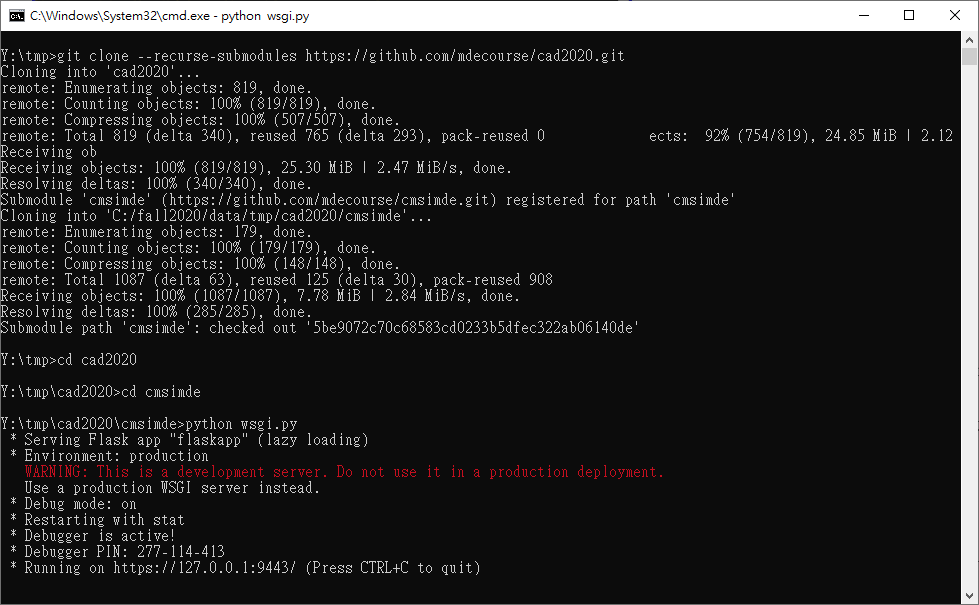 C:\Windows\System32\cmd.exe - python  wsgi.py
Y:\tmp>git clone --recurse-submodules https://github.com/mdecourse/cad2020.git
Cloning into 'cad2020'...
remote: Enumerating objects: 819, done.
remote: Counting objects: 100% (819/819), done.
remote: Compressing objects: 100% (507/507), done.
remote: Total 819 (delta 340), reused 765 (delta 293), pack-reused 0             ects:  92% (754/819), 24.85 MiB | 2.12
Receiving ob
Receiving objects: 100% (819/819), 25.30 MiB | 2.47 MiB/s, done.
Resolving deltas: 100% (340/340), done.
Submodule 'cmsimde' (https://github.com/mdecourse/cmsimde.git) registered for path 'cmsimde'
Cloning into 'C:/fall2020/data/tmp/cad2020/cmsimde'...
remote: Enumerating objects: 179, done.
remote: Counting objects: 100% (179/179), done.
remote: Compressing objects: 100% (148/148), done.
remote: Total 1087 (delta 63), reused 125 (delta 30), pack-reused 908
Receiving objects: 100% (1087/1087), 7.78 MiB | 2.84 MiB/s, done.
Resolving deltas: 100% (285/285), done.
Submodule path 'cmsimde': checked out '5be9072c70c68583cd0233b5dfec322ab06140de'
Y:\tmp>cd cad2020
Y:\tmp\cad2020>cd cmsimde
Y:\tmp\cad2020\cmsimde>python wsgi.py
* Serving Flask app "flaskapp" (lazy loading)
* Environment: production
WARNING: This is a development server. Do not use it in a production deployment.
Use a production WSGI server instead.
* Debug mode: on
* Restarting with stat
* Debugger is active!
* Debugger PIN: 277-114-413
* Running on https://127.0.0.1:9443/ (Press CTRL+C to quit)